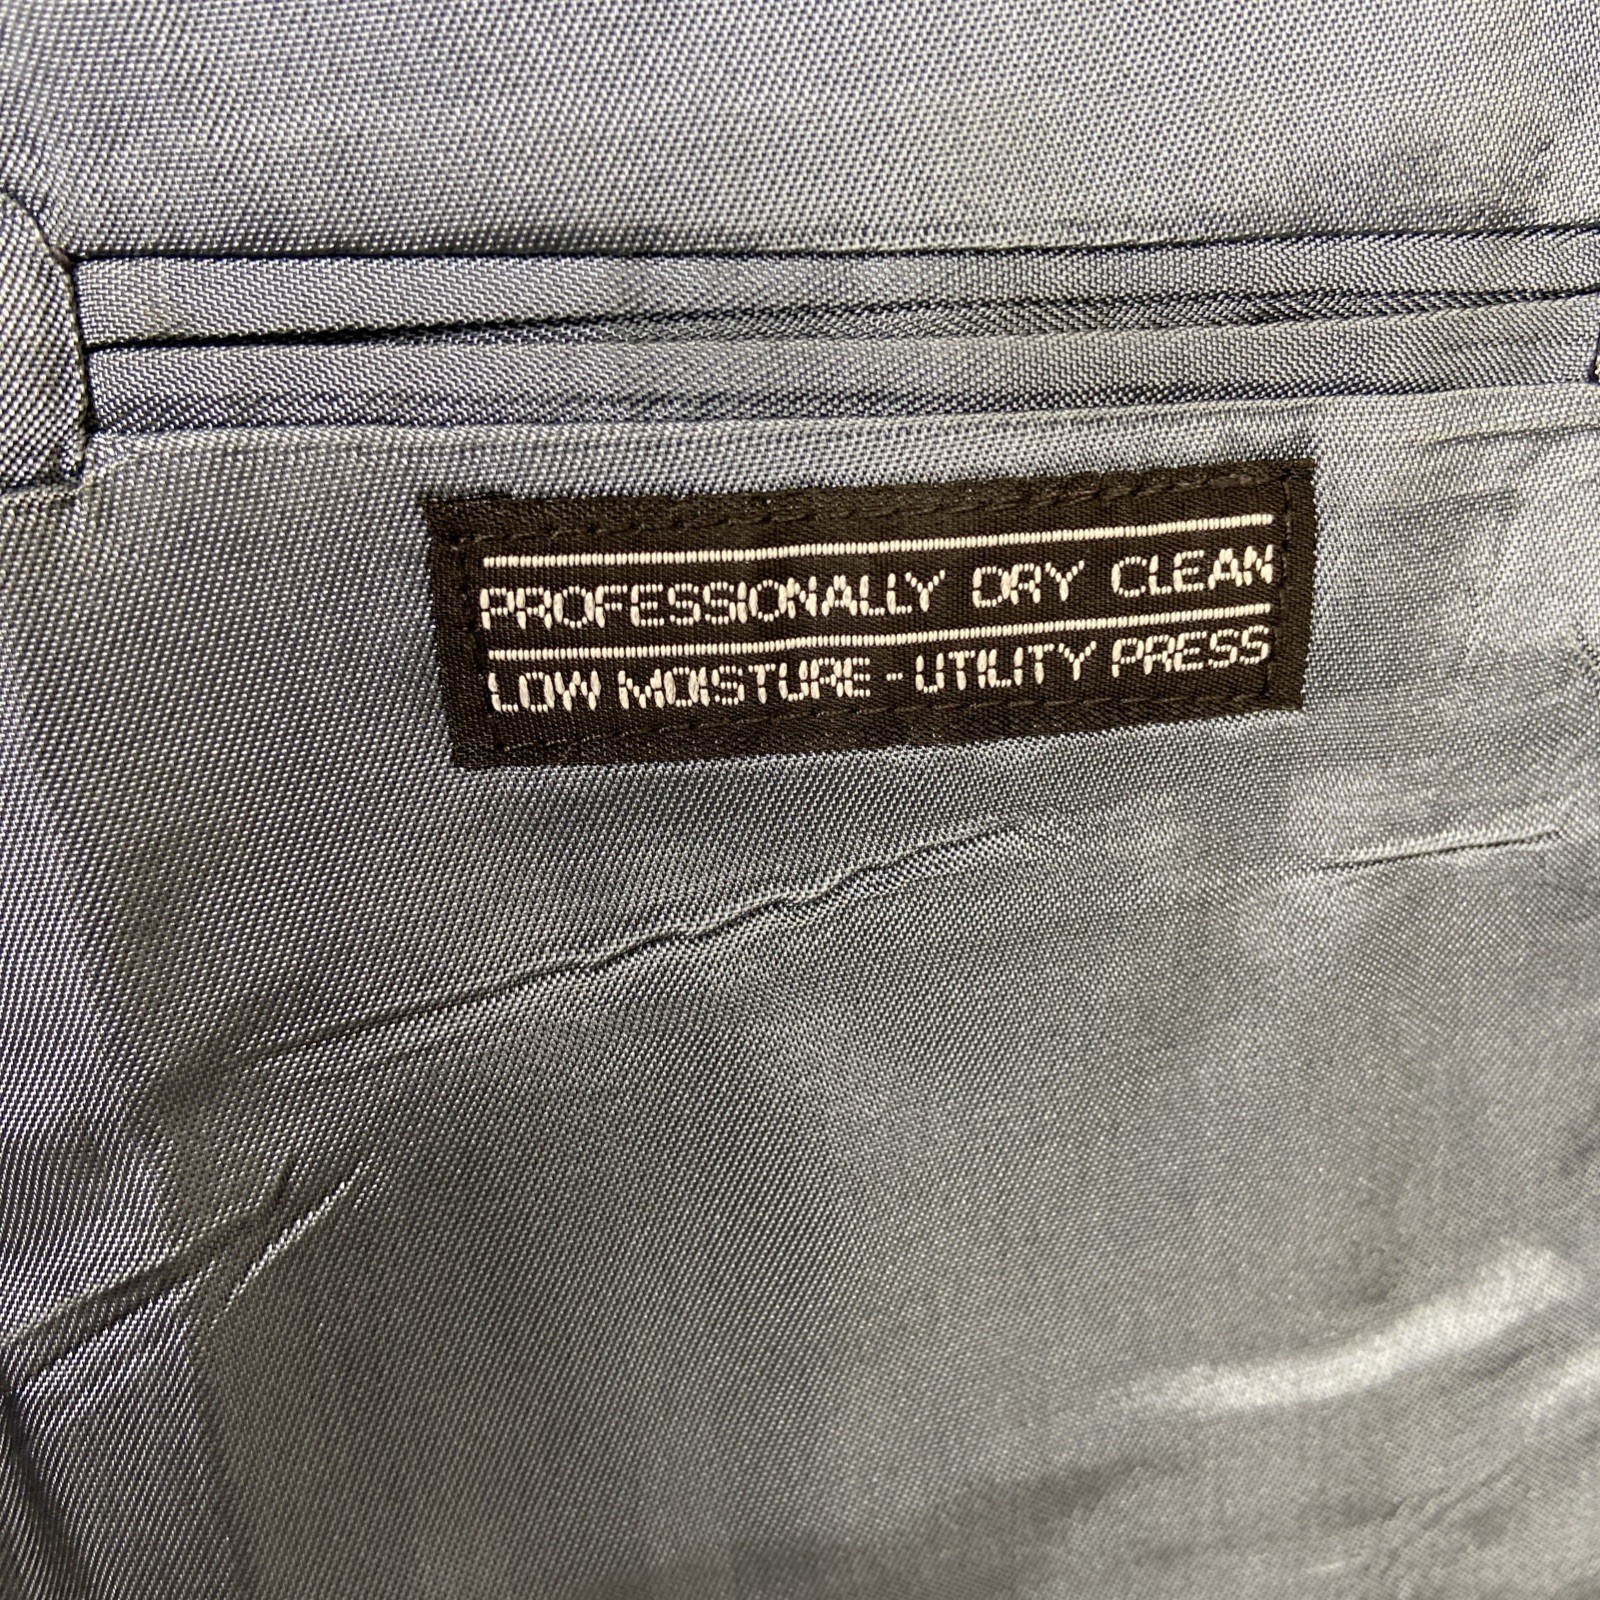 PROFESSIONALLY DRY CLEAN
LOW MOISTURE - UTILITY PRESS